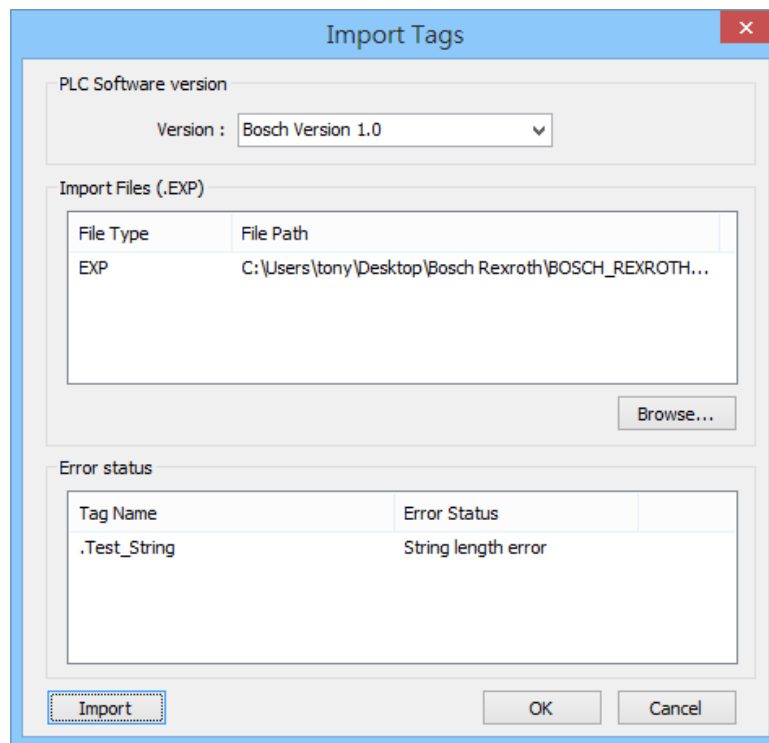 Import Tags
PLC Software version
Version : Bosch Version 1.0
Import Files (.EXP)
File Type File Path
EXP C:\Users\tony\Desktop\Bosch Rexroth\BOSCH_REXROTH...
Browse...
Error status
Tag Name Error Status
.Test_String String length error
Import OK Cancel